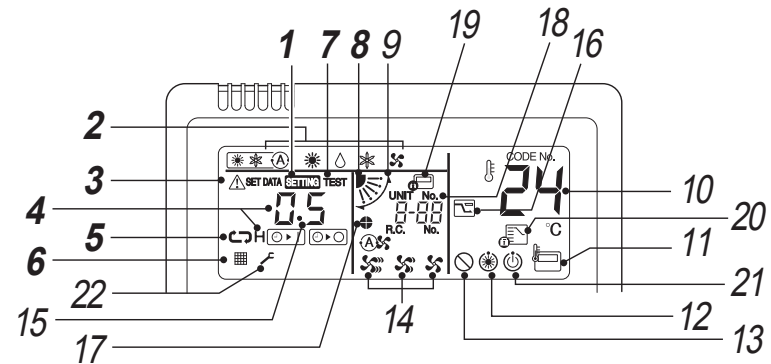 1 7 8 9 19 18 16
2
CODE No.
A
3 SET DATA SETTING TEST
UNIT No.
24 10
4 0.5
8-88
R.C. No.
20
5 H
°C
11
6
A
22
15
17
14
13
12
21